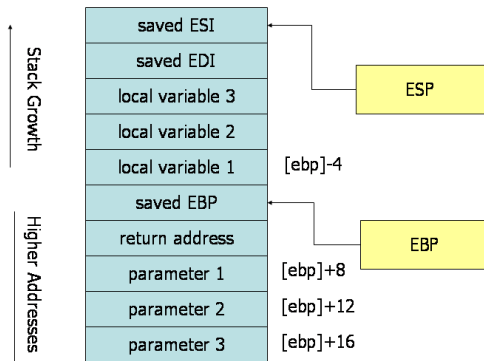 saved ESI
saved EDI
local variable 3
local variable 2
local variable 1
saved EBP
return address
parameter 1
parameter 2
parameter 3
Stack Growth
Higher Addresses
[ebp]-4
[ebp]+8
[ebp]+12
[ebp]+16
ESP
EBP